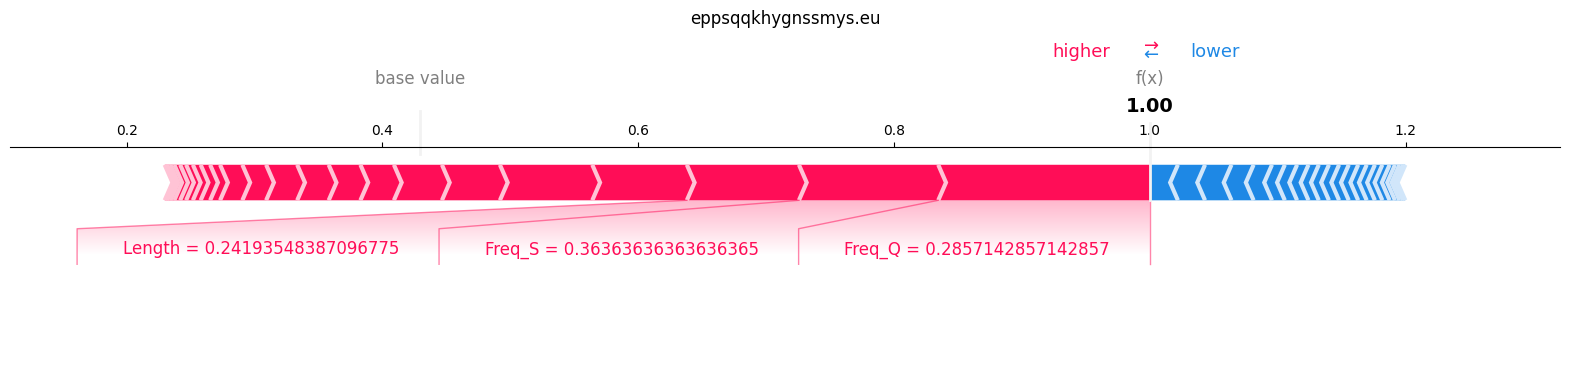 eppsqqkhygnssmys.eu
higher → ← lower
base value
f(x)
1.00
0.2 0.4 0.6 0.8 1.0 1.2
Length = 0.24193548387096775 Freq_S = 0.36363636363636365 Freq_Q = 0.2857142857142857